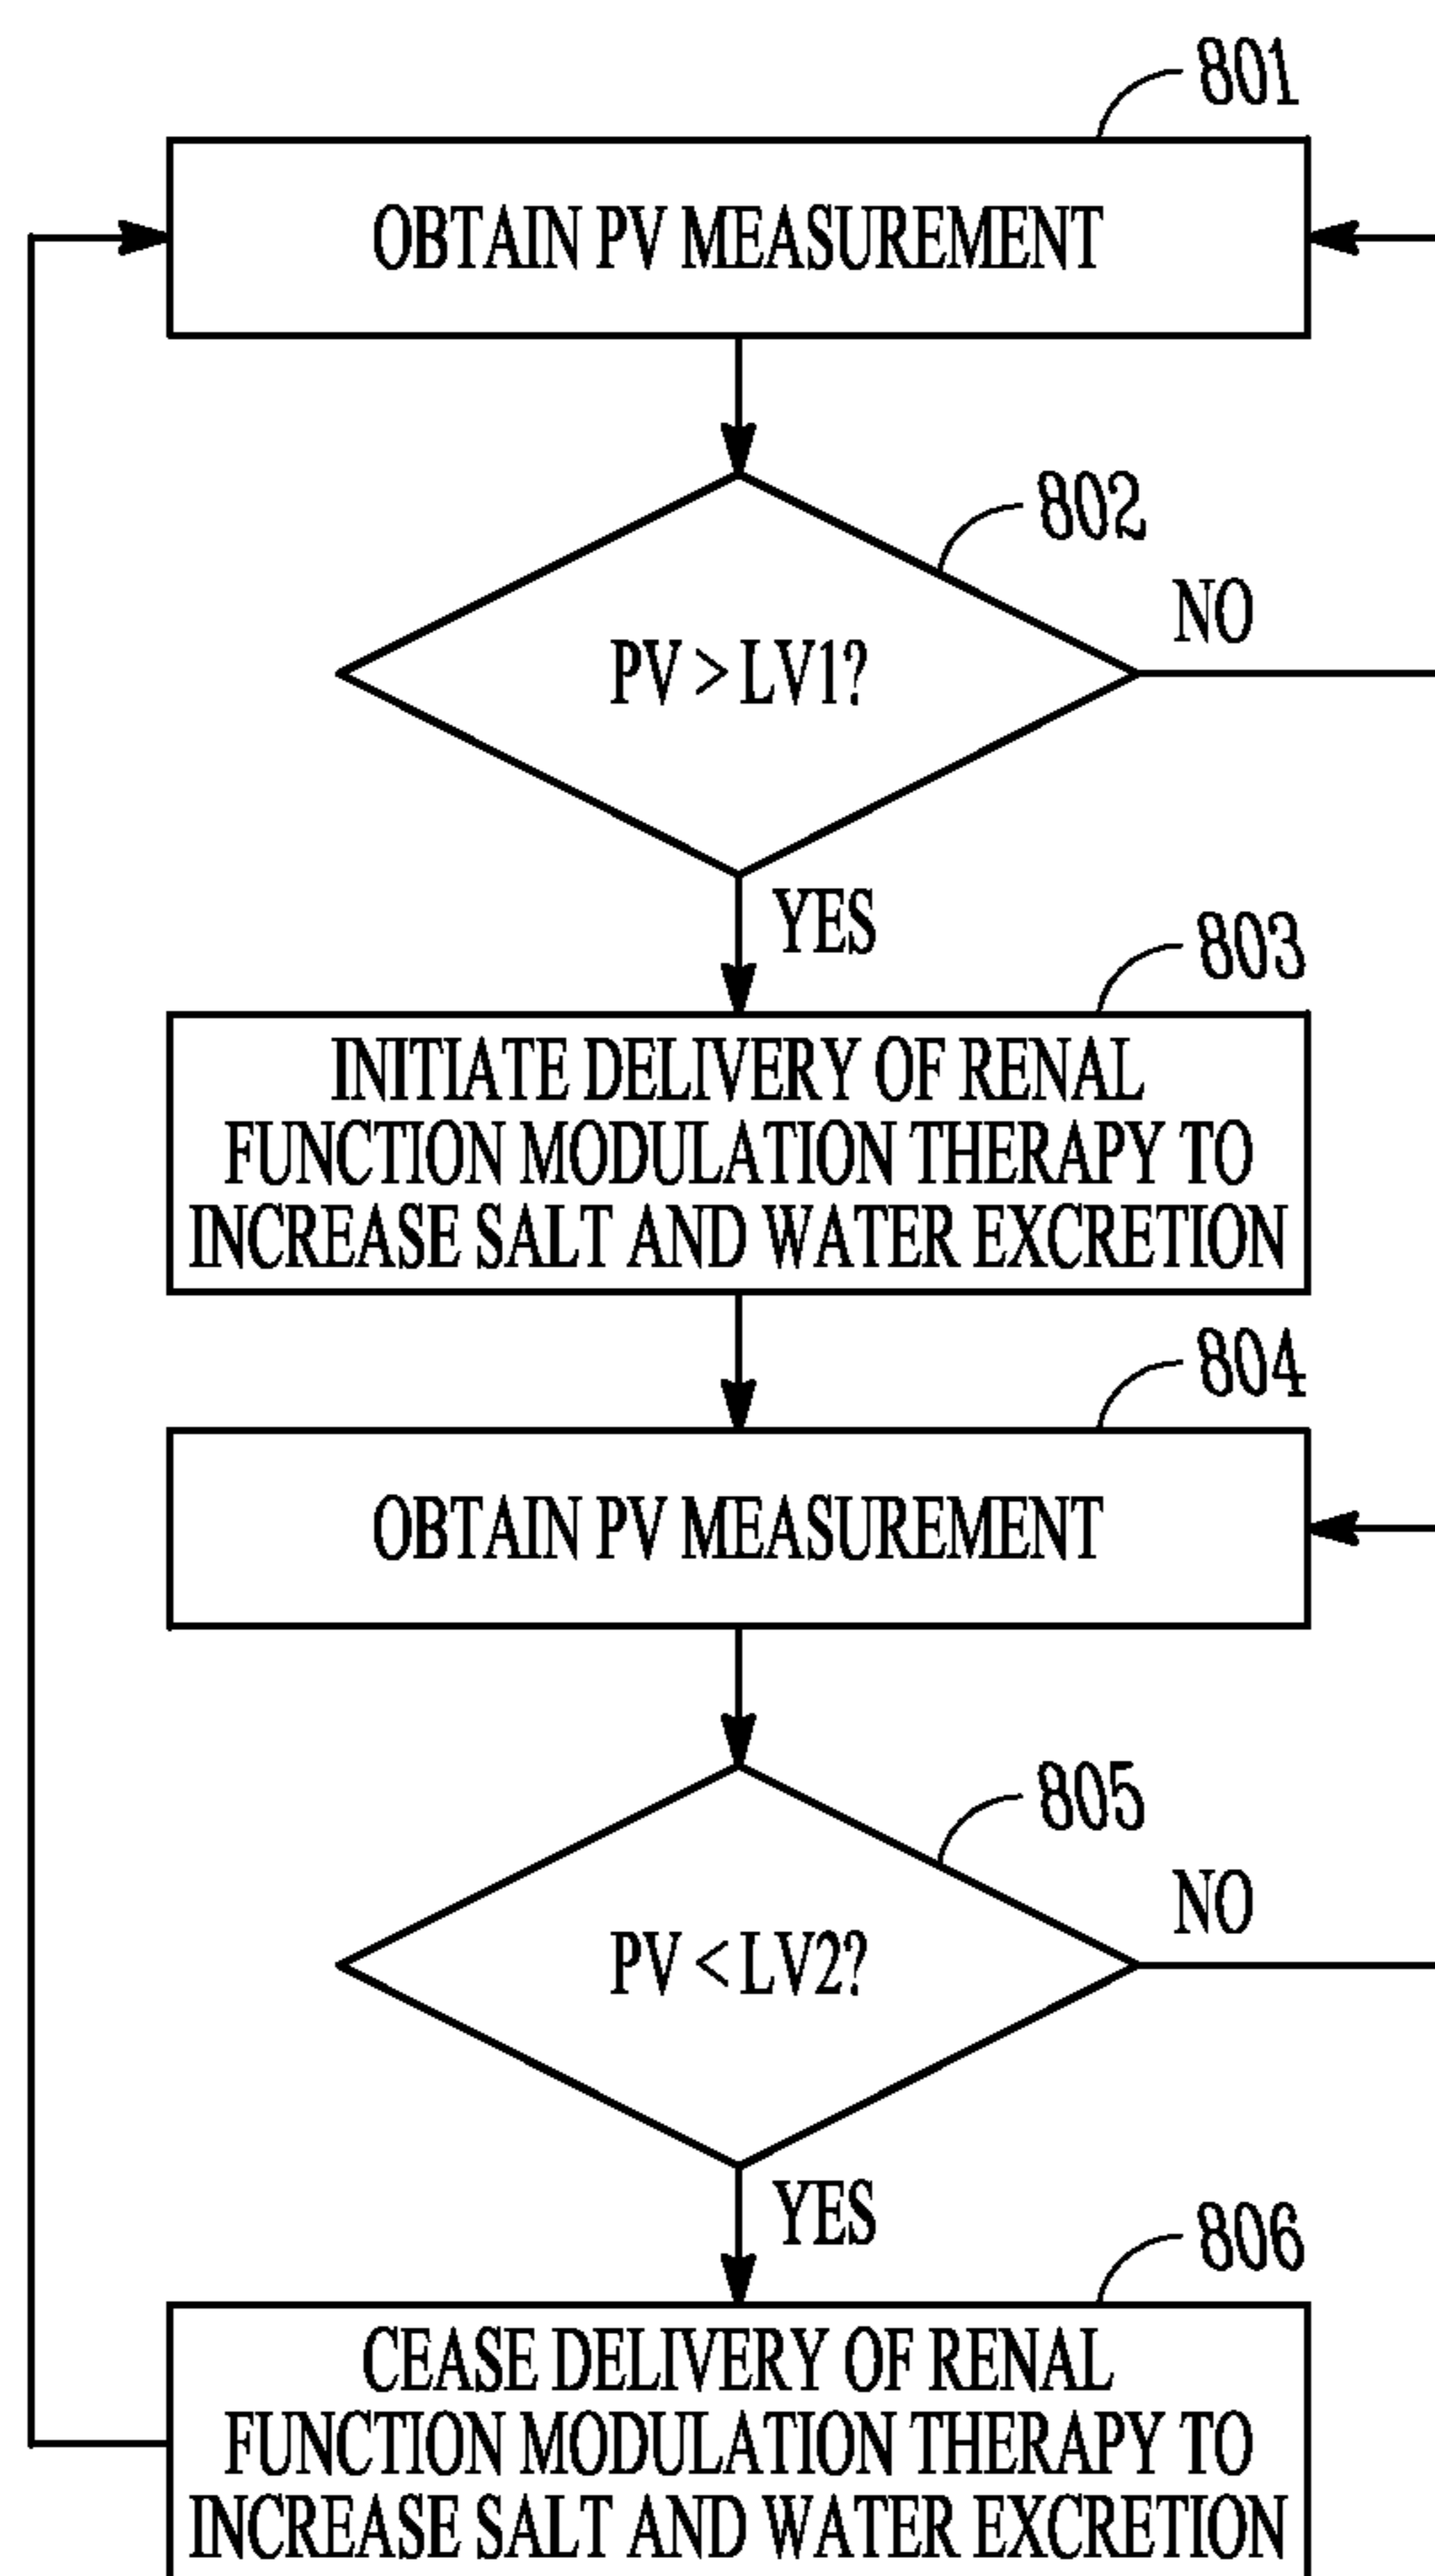 801
OBTAIN PV MEASUREMENT
802
PV > LV1?
NO
YES
803
INITIATE DELIVERY OF RENAL
FUNCTION MODULATION THERAPY TO
INCREASE SALT AND WATER EXCRETION
804
OBTAIN PV MEASUREMENT
805
PV < LV2?
NO
YES
806
CEASE DELIVERY OF RENAL
FUNCTION MODULATION THERAPY TO
INCREASE SALT AND WATER EXCRETION